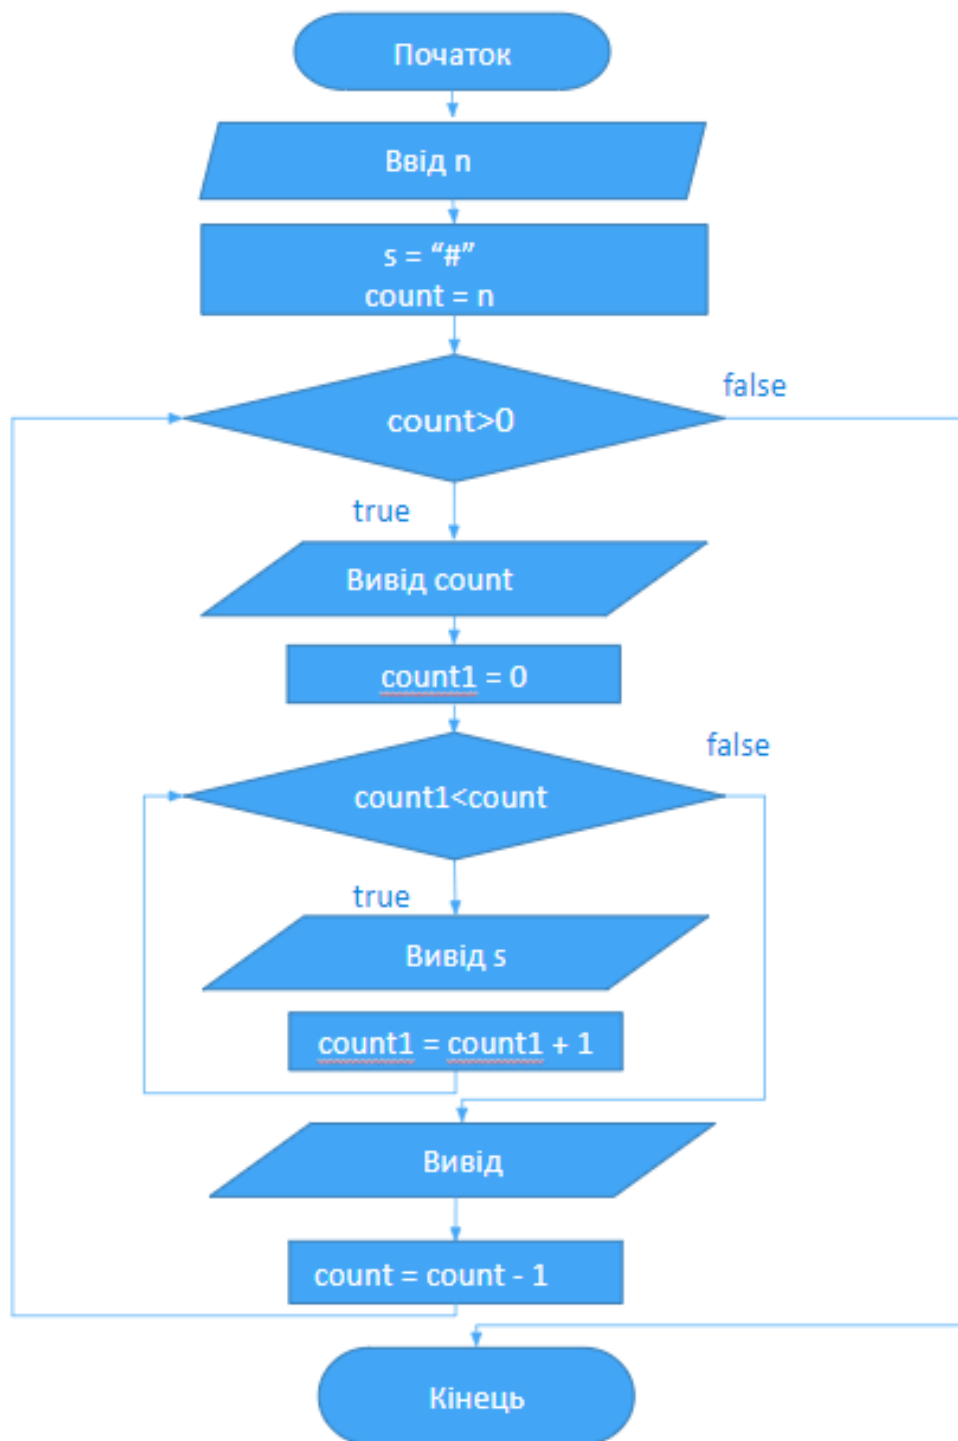 Початок
Ввід n
s = “#”
count = n
count>0
false
true
Вивід count
count1 = 0
false
count1<count
true
Вивід s
count1 = count1 + 1
Вивід
count = count - 1
Кінець